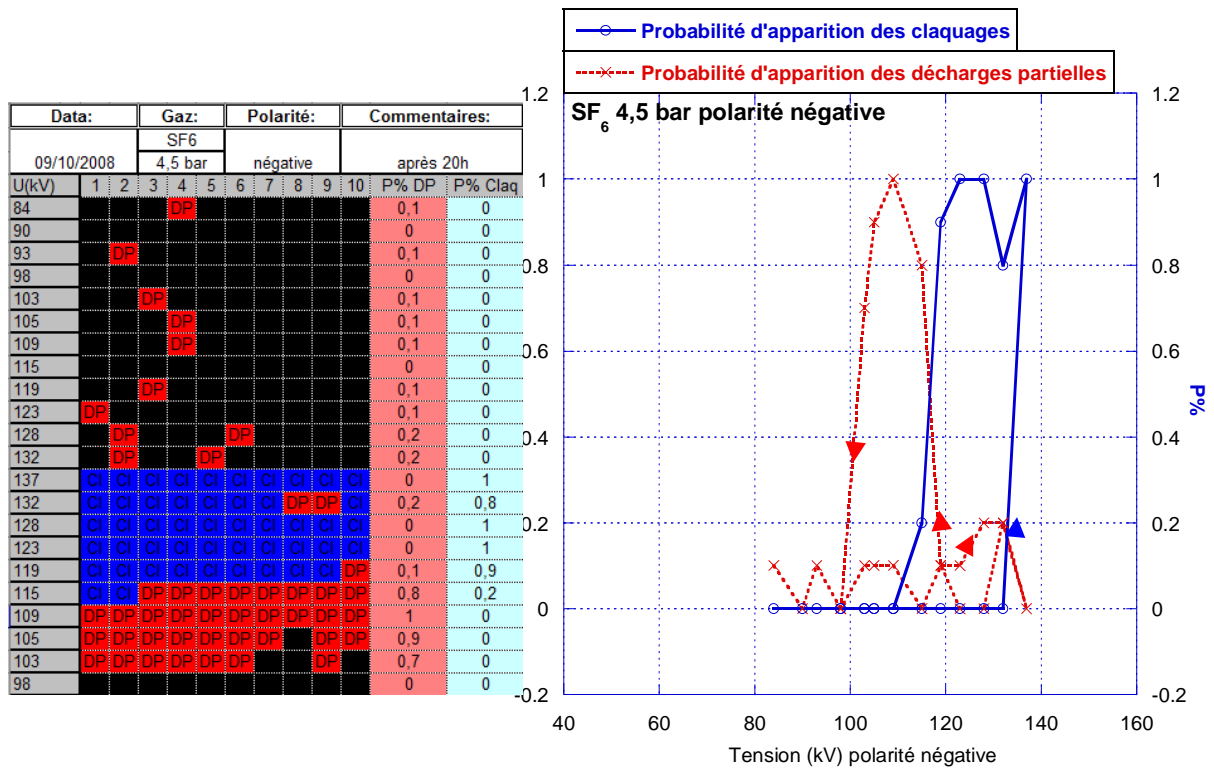 Probabilité d'apparition des claquages
Probabilité d'apparition des décharges partielles
Data: Gaz: Polarité: Commentaires:
SF6
09/10/2008 4,5 bar négative après 20h
U(kV) 1 2 3 4 5 6 7 8 9 10 P% DP P% Claq
84 DP 0,1 0
90 0 0
93 DP 0,1 0
98 0 0
103 DP 0,1 0
105 DP 0,1 0
109 DP 0,1 0
115 0 0
119 DP 0,1 0
123 DP 0,1 0
128 DP DP 0,2 0
132 DP DP 0,2 0
137 Cl Cl Cl Cl Cl Cl Cl Cl Cl Cl 0 1
132 Cl Cl Cl Cl Cl Cl Cl DP DP Cl 0,2 0,8
128 Cl Cl Cl Cl Cl Cl Cl Cl Cl Cl 0 1
123 Cl Cl Cl Cl Cl Cl Cl Cl Cl Cl 0 1
119 Cl Cl Cl Cl Cl Cl Cl Cl Cl DP 0,1 0,9
115 Cl Cl DP DP DP DP DP DP DP DP 0,8 0,2
109 DP DP DP DP DP DP DP DP DP DP 1 0
105 DP DP DP DP DP DP DP DP DP 0,9 0
103 DP DP DP DP DP DP DP 0,7 0
98 0 0
SF6 4,5 bar polarité négative
1.2 1.2
1
0.8 0.8
0.6 0.6
0.4 0.4
0.2 0.2
0 0
-0.2 -0.2
P%
40 60 80 100 120 140 160
Tension (kV) polarité négative